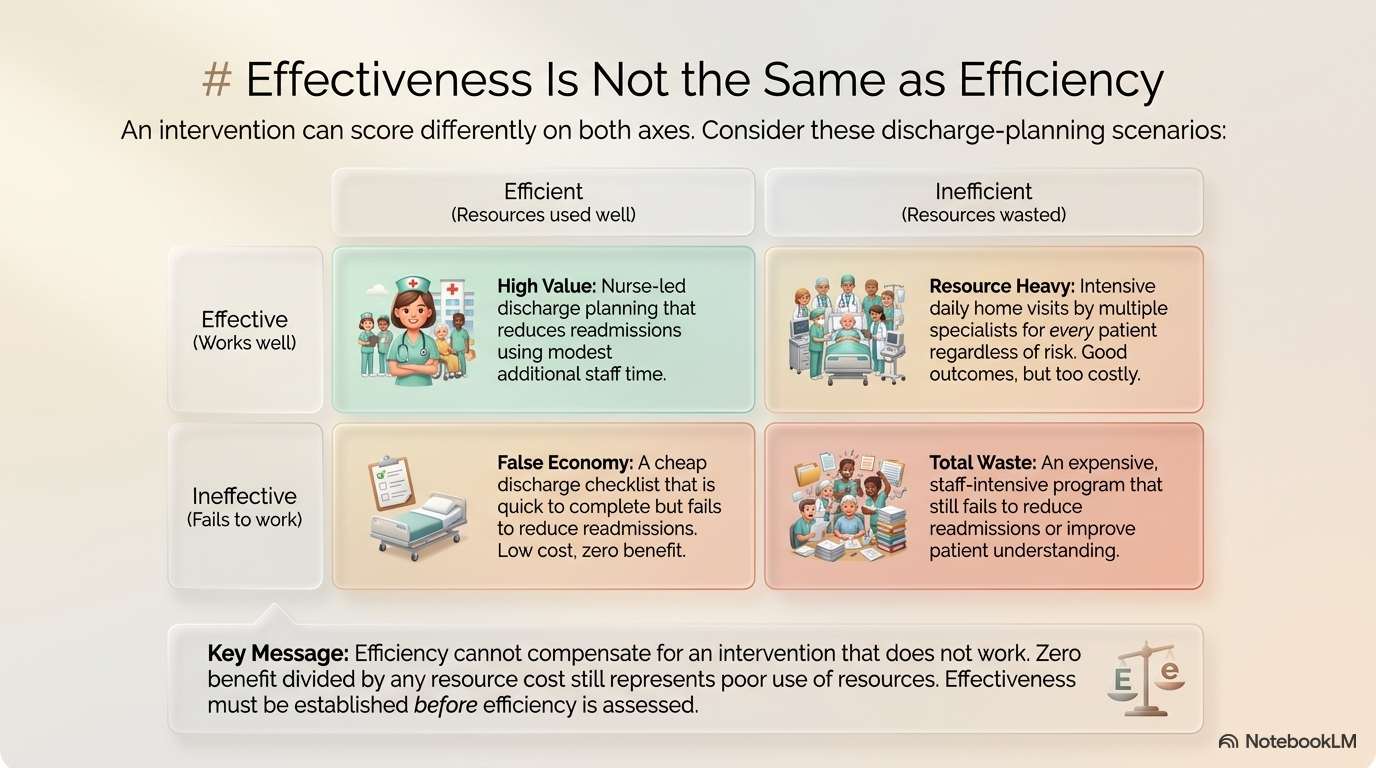 # Effectiveness Is Not the Same as Efficiency
An intervention can score differently on both axes. Consider these discharge-planning scenarios:
Efficient
(Resources used well)
Inefficient
(Resources wasted)
Effective
(Works well)
High Value: Nurse-led
discharge planning that
reduces readmissions
using modest
additional staff time.
Resource Heavy: Intensive
daily home visits by multiple
specialists for every patient
regardless of risk. Good
outcomes, but too costly.
Ineffective
(Fails to work)
False Economy: A cheap
discharge checklist that is
quick to complete but fails
to reduce readmissions.
Low cost, zero benefit.
Total Waste: An expensive,
staff-intensive program that
still fails to reduce
readmissions or improve
patient understanding.
Key Message: Efficiency cannot compensate for an intervention that does not work. Zero
benefit divided by any resource cost still represents poor use of resources. Effectiveness
must be established before efficiency is assessed.
E e
NotebookLM